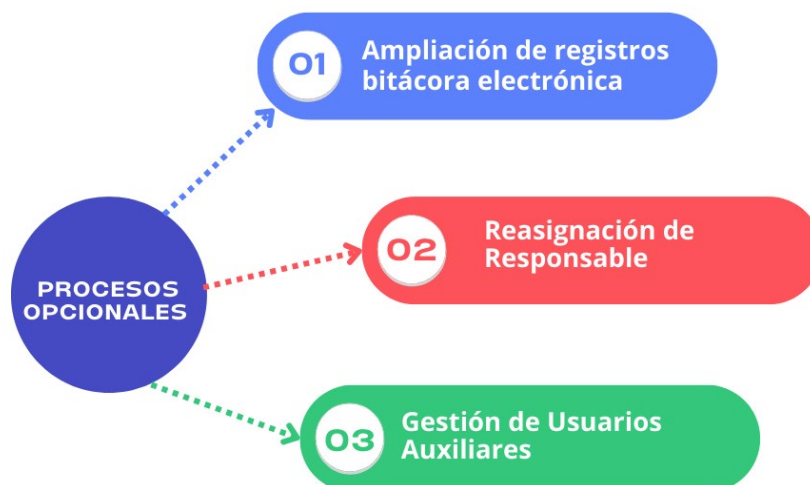 01
Ampliación de registros
bitácora electrónica
02
Reasignación de
Responsable
PROCESOS
OPCIONALES
03
Gestión de Usuarios
Auxiliares